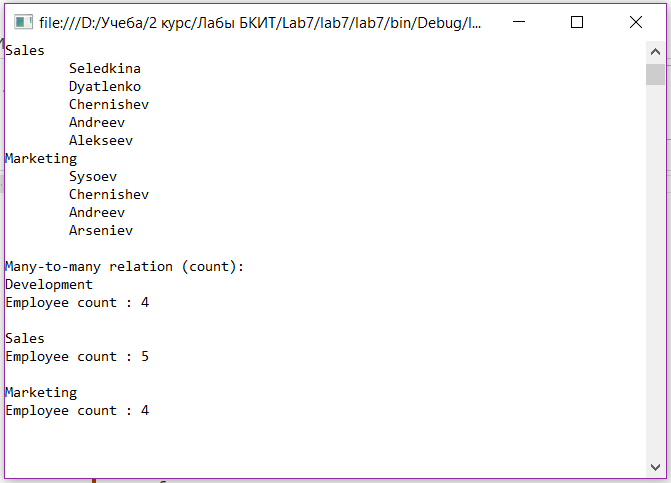 file:///D:/Учеба/2 курс/Лабы БКИТ/Lab7/lab7/lab7/bin/Debug/l...
Sales
Seledkina
Dyatlenko
Chernishev
Andreev
Alekseev
Marketing
Sysoev
Chernishev
Andreev
Arseniev
Many-to-many relation (count):
Development
Employee count : 4
Sales
Employee count : 5
Marketing
Employee count : 4